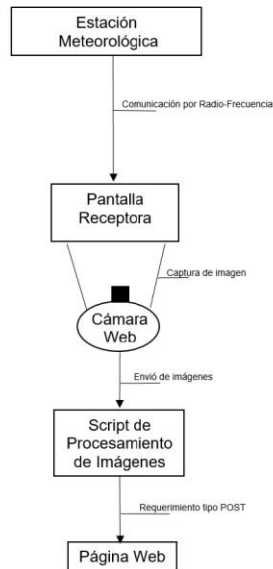 Estación
Meteorológica
Comunicación por Radio-Frecuencia
Pantalla
Receptora
Captura de imagen
Cámara
Web
Envió de imágenes
Script de
Procesamiento
de Imágenes
Requerimiento tipo POST
Página Web